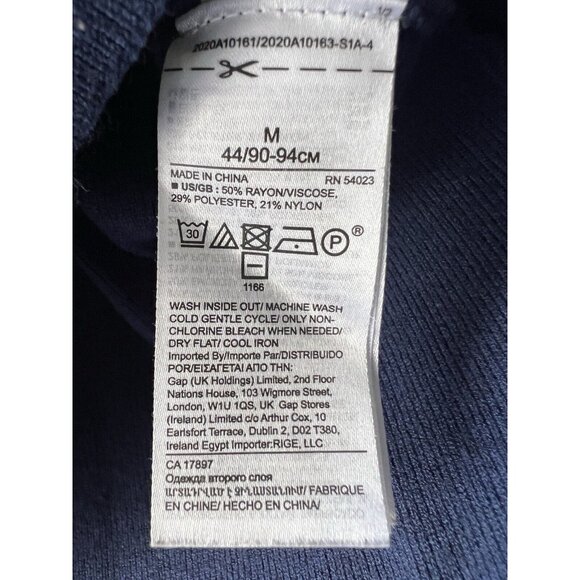 2020A10161/2020A10163-S1A-4
M
44/90-94CM
MADE IN CHINA RN 54023
■ US/GB : 50% RAYON/VISCOSE,
29% POLYESTER, 21% NYLON
30 P ®
1166
WASH INSIDE OUT/ MACHINE WASH
COLD GENTLE CYCLE/ ONLY NON-
CHLORINE BLEACH WHEN NEEDED/
DRY FLAT/ COOL IRON
Imported By/Importe Par/DISTRIBUIDO
POR/ΕΙΣΑΓΕΤΑΙ ΑΠΟ ΤΗΝ:
Gap (UK Holdings) Limited, 2nd Floor
Nations House, 103 Wigmore Street,
London, W1U 1QS, UK Gap Stores
(Ireland) Limited c/o Arthur Cox, 10
Earlsfort Terrace, Dublin 2, D02 T380,
Ireland Egypt Importer:RIGE, LLC
CA 17897
Одежда второго слоя
ԱՐՏԱԴՐՎԱԾ Է ՉԻՆԱՍՏԱՆՈՒՄ/ FABRIQUE
EN CHINE/ HECHO EN CHINA/